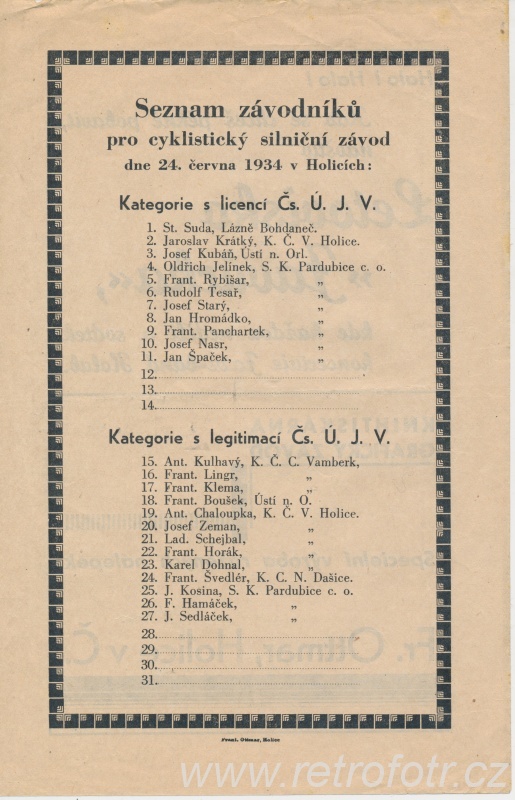 Seznam závodníků
pro cyklistický silniční závod
dne 24. června 1934 v Holicích:
Kategorie s licencí Čs. Ú. J. V.
1. St. Suda, Lázně Bohdaneč.
2. Jaroslav Krátký, K. Č. V. Holice.
3. Josef Kubáň, Ústí n. Orl.
4. Oldřich Jelínek, S. K. Pardubice c. o.
5. Frant. Rybišar, „
6. Rudolf Tesař, „
7. Josef Starý, „
8. Jan Hromádko, „
9. Frant. Panchartek, „
10. Josef Nasr, „
11. Jan Špaček, „
12.
13.
14.
Kategorie s legitimací Čs. Ú. J. V.
15. Ant. Kulhavý, K. Č. C. Vamberk,
16. Frant. Lingr, „
17. Frant. Klema, „
18. Frant. Boušek, Ústí n. O.
19. Ant. Chaloupka, K. Č. V. Holice.
20. Josef Zeman, „
21. Lad. Schejbal, „
22. Frant. Horák, „
23. Karel Dohnal, „
24. Frant. Švedlér, K. C. N. Dašice.
25. J. Kosina, S. K. Pardubice c. o.
26. F. Hamáček, „
27. J. Sedláček, „
28.
29.
30.
31.
Frant. Ottmar, Holice
www.retrofotr.cz